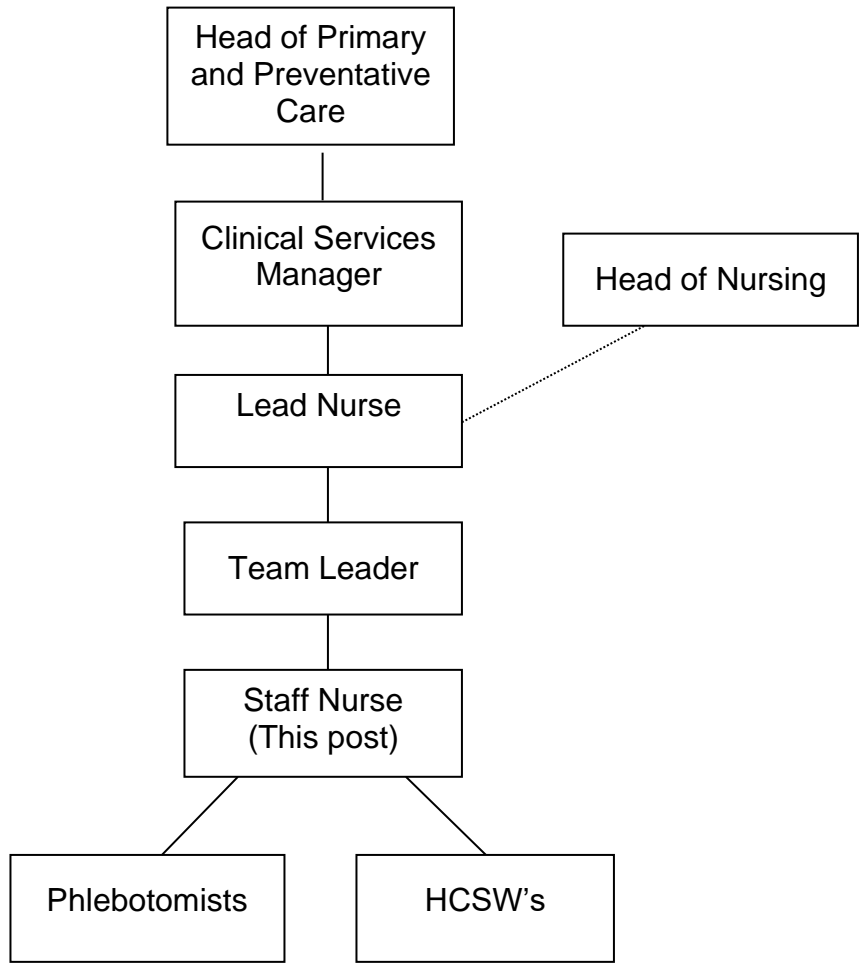 Head of Primary
and Preventative
Care
Clinical Services
Manager
Head of Nursing
Lead Nurse
Team Leader
Staff Nurse
(This post)
Phlebotomists
HCSW’s